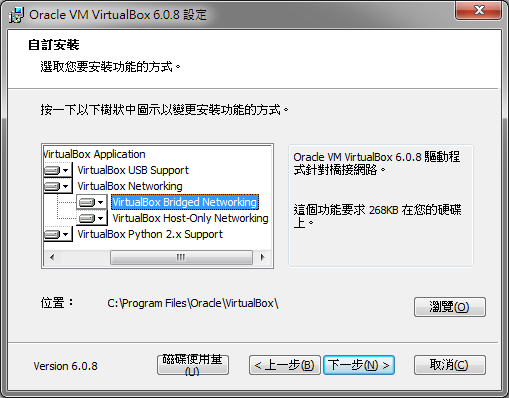 Oracle VM VirtualBox 6.0.8 設定
自訂安裝
選取您要安裝功能的方式。
按一下以下樹狀中圖示以變更安裝功能的方式。
VirtualBox Application
VirtualBox USB Support
VirtualBox Networking
VirtualBox Bridged Networking
VirtualBox Host-Only Networking
VirtualBox Python 2.x Support
Oracle VM VirtualBox 6.0.8 驅動程
式針對橋接網路。
這個功能要求 268KB 在您的硬碟
上。
位置： C:\Program Files\Oracle\VirtualBox\
瀏覽(O)
Version 6.0.8
磁碟使用量
(U)
< 上一步(B)
下一步(N) >
取消(C)